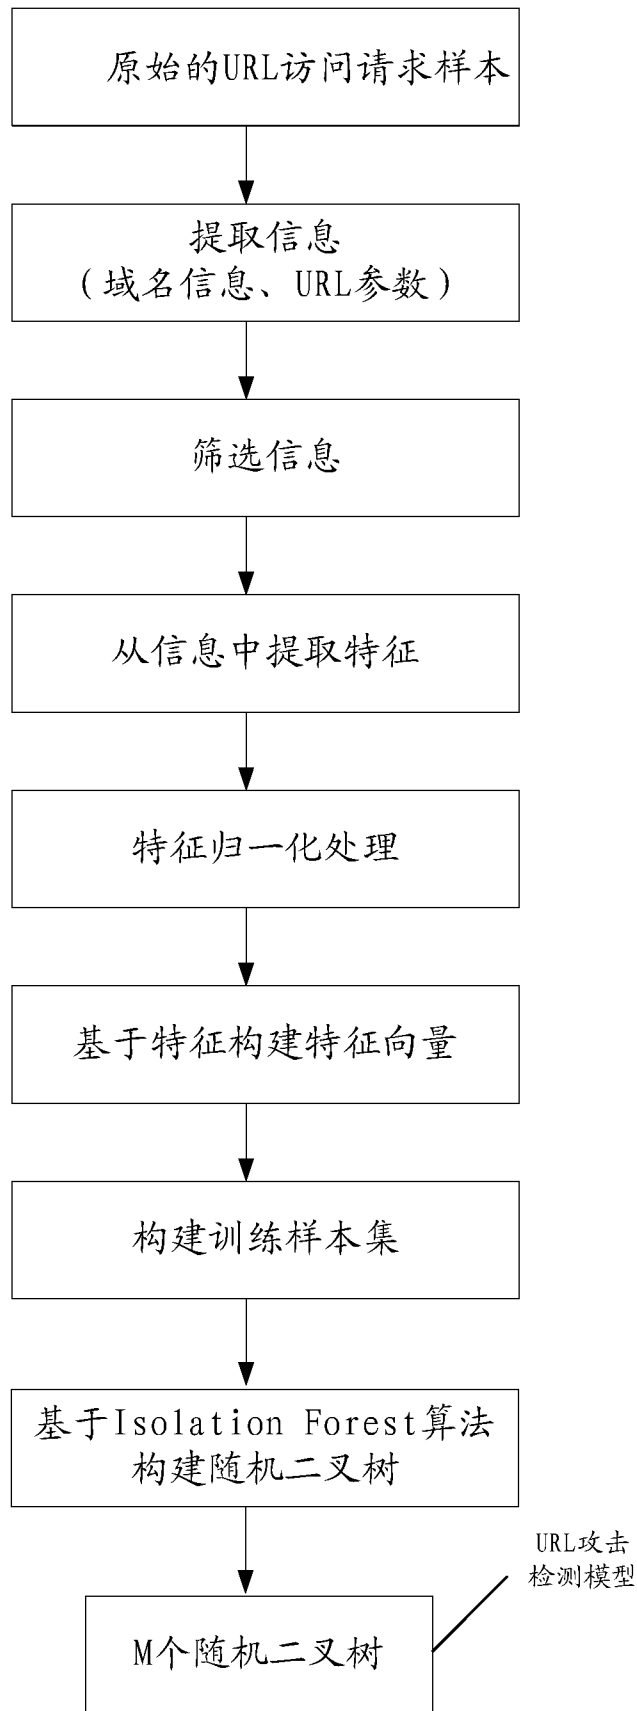 原始的URL访问请求样本
提取信息
（域名信息、URL参数）
筛选信息
从信息中提取特征
特征归一化处理
基于特征构建特征向量
构建训练样本集
基于Isolation Forest算法
构建随机二叉树
URL攻击
检测模型
M个随机二叉树